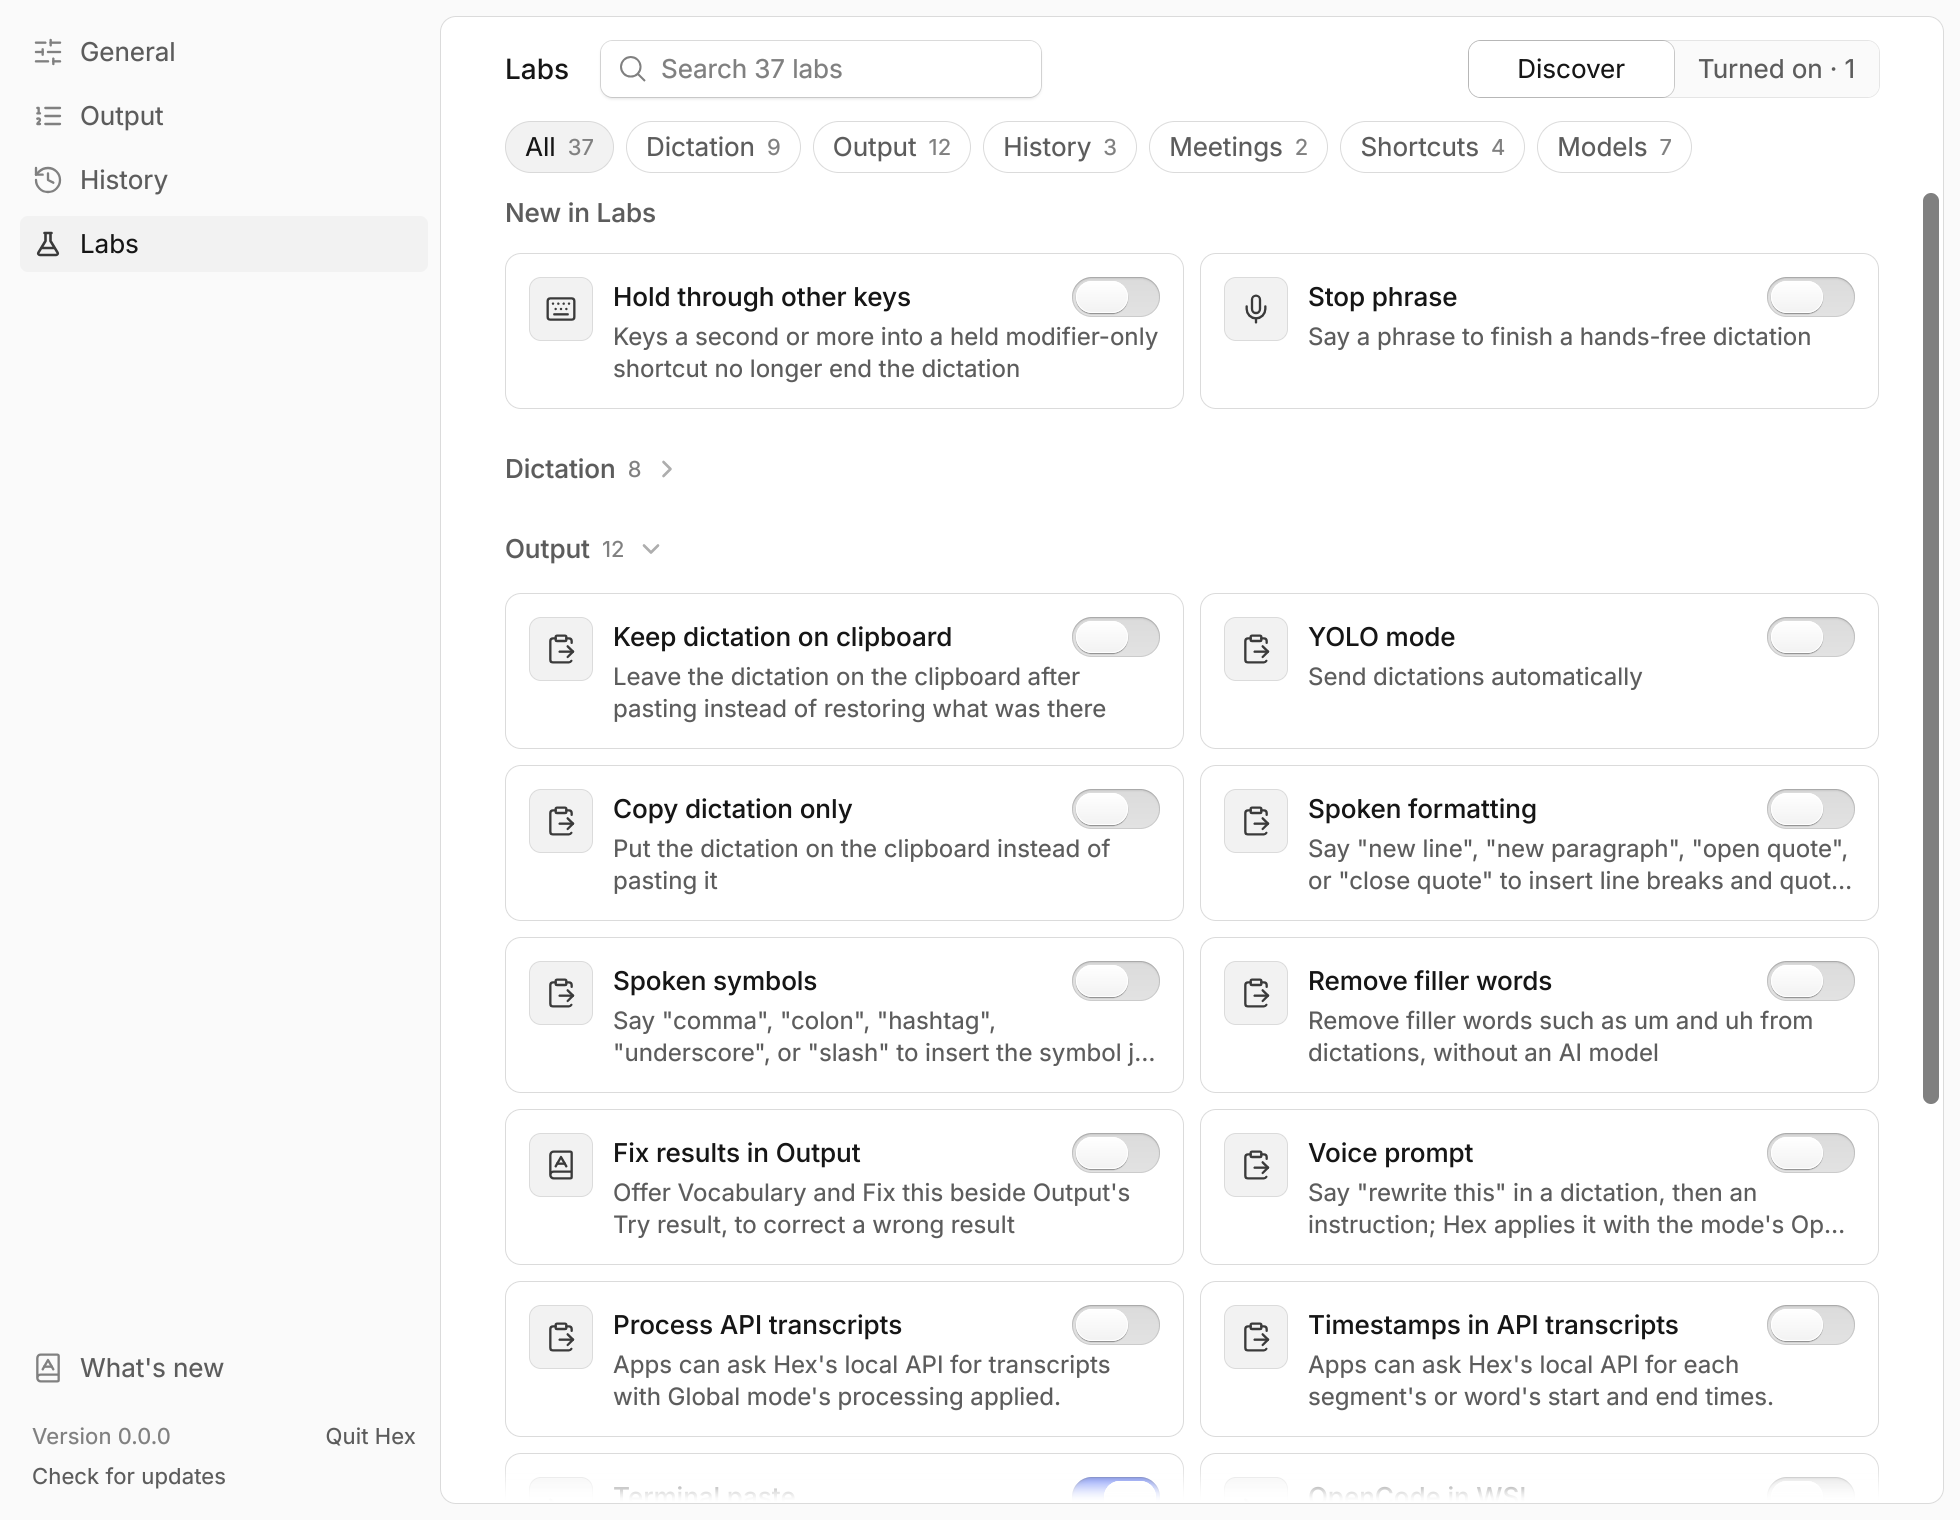 General
Output
History
Labs
What's new
Version 0.0.0
Quit Hex
Check for updates
Labs
Search 37 labs
Discover
Turned on · 1
All 37
Dictation 9
Output 12
History 3
Meetings 2
Shortcuts 4
Models 7
New in Labs
Hold through other keys
Keys a second or more into a held modifier-only
shortcut no longer end the dictation
Stop phrase
Say a phrase to finish a hands-free dictation
Dictation 8
Output 12
Keep dictation on clipboard
Leave the dictation on the clipboard after
pasting instead of restoring what was there
YOLO mode
Send dictations automatically
Copy dictation only
Put the dictation on the clipboard instead of
pasting it
Spoken formatting
Say "new line", "new paragraph", "open quote",
or "close quote" to insert line breaks and quot...
Spoken symbols
Say "comma", "colon", "hashtag",
"underscore", or "slash" to insert the symbol j...
Remove filler words
Remove filler words such as um and uh from
dictations, without an AI model
Fix results in Output
Offer Vocabulary and Fix this beside Output's
Try result, to correct a wrong result
Voice prompt
Say "rewrite this" in a dictation, then an
instruction; Hex applies it with the mode's Op...
Process API transcripts
Apps can ask Hex's local API for transcripts
with Global mode's processing applied.
Timestamps in API transcripts
Apps can ask Hex's local API for each
segment's or word's start and end times.
Terminal paste
OpenCode in WSL